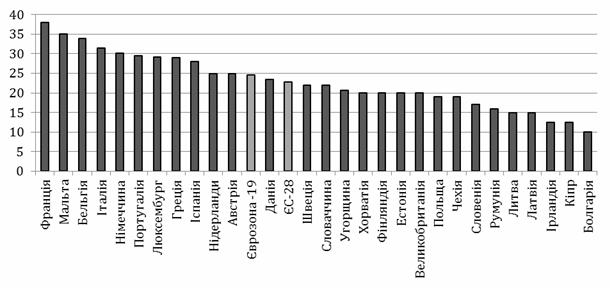 40
35
30
25
20
15
10
5
0
Франція
Мальта
Бельгія
Італія
Німеччина
Португалія
Люксембург
Греція
Іспанія
Нідерланди
Австрія
Єврозона -19
Данія
ЄС-28
Швеція
Словаччина
Угорщина
Хорватія
Фінляндія
Естонія
Великобританія
Польща
Чехія
Словенія
Румунія
Литва
Латвія
Ірландія
Кіпр
Болгарія